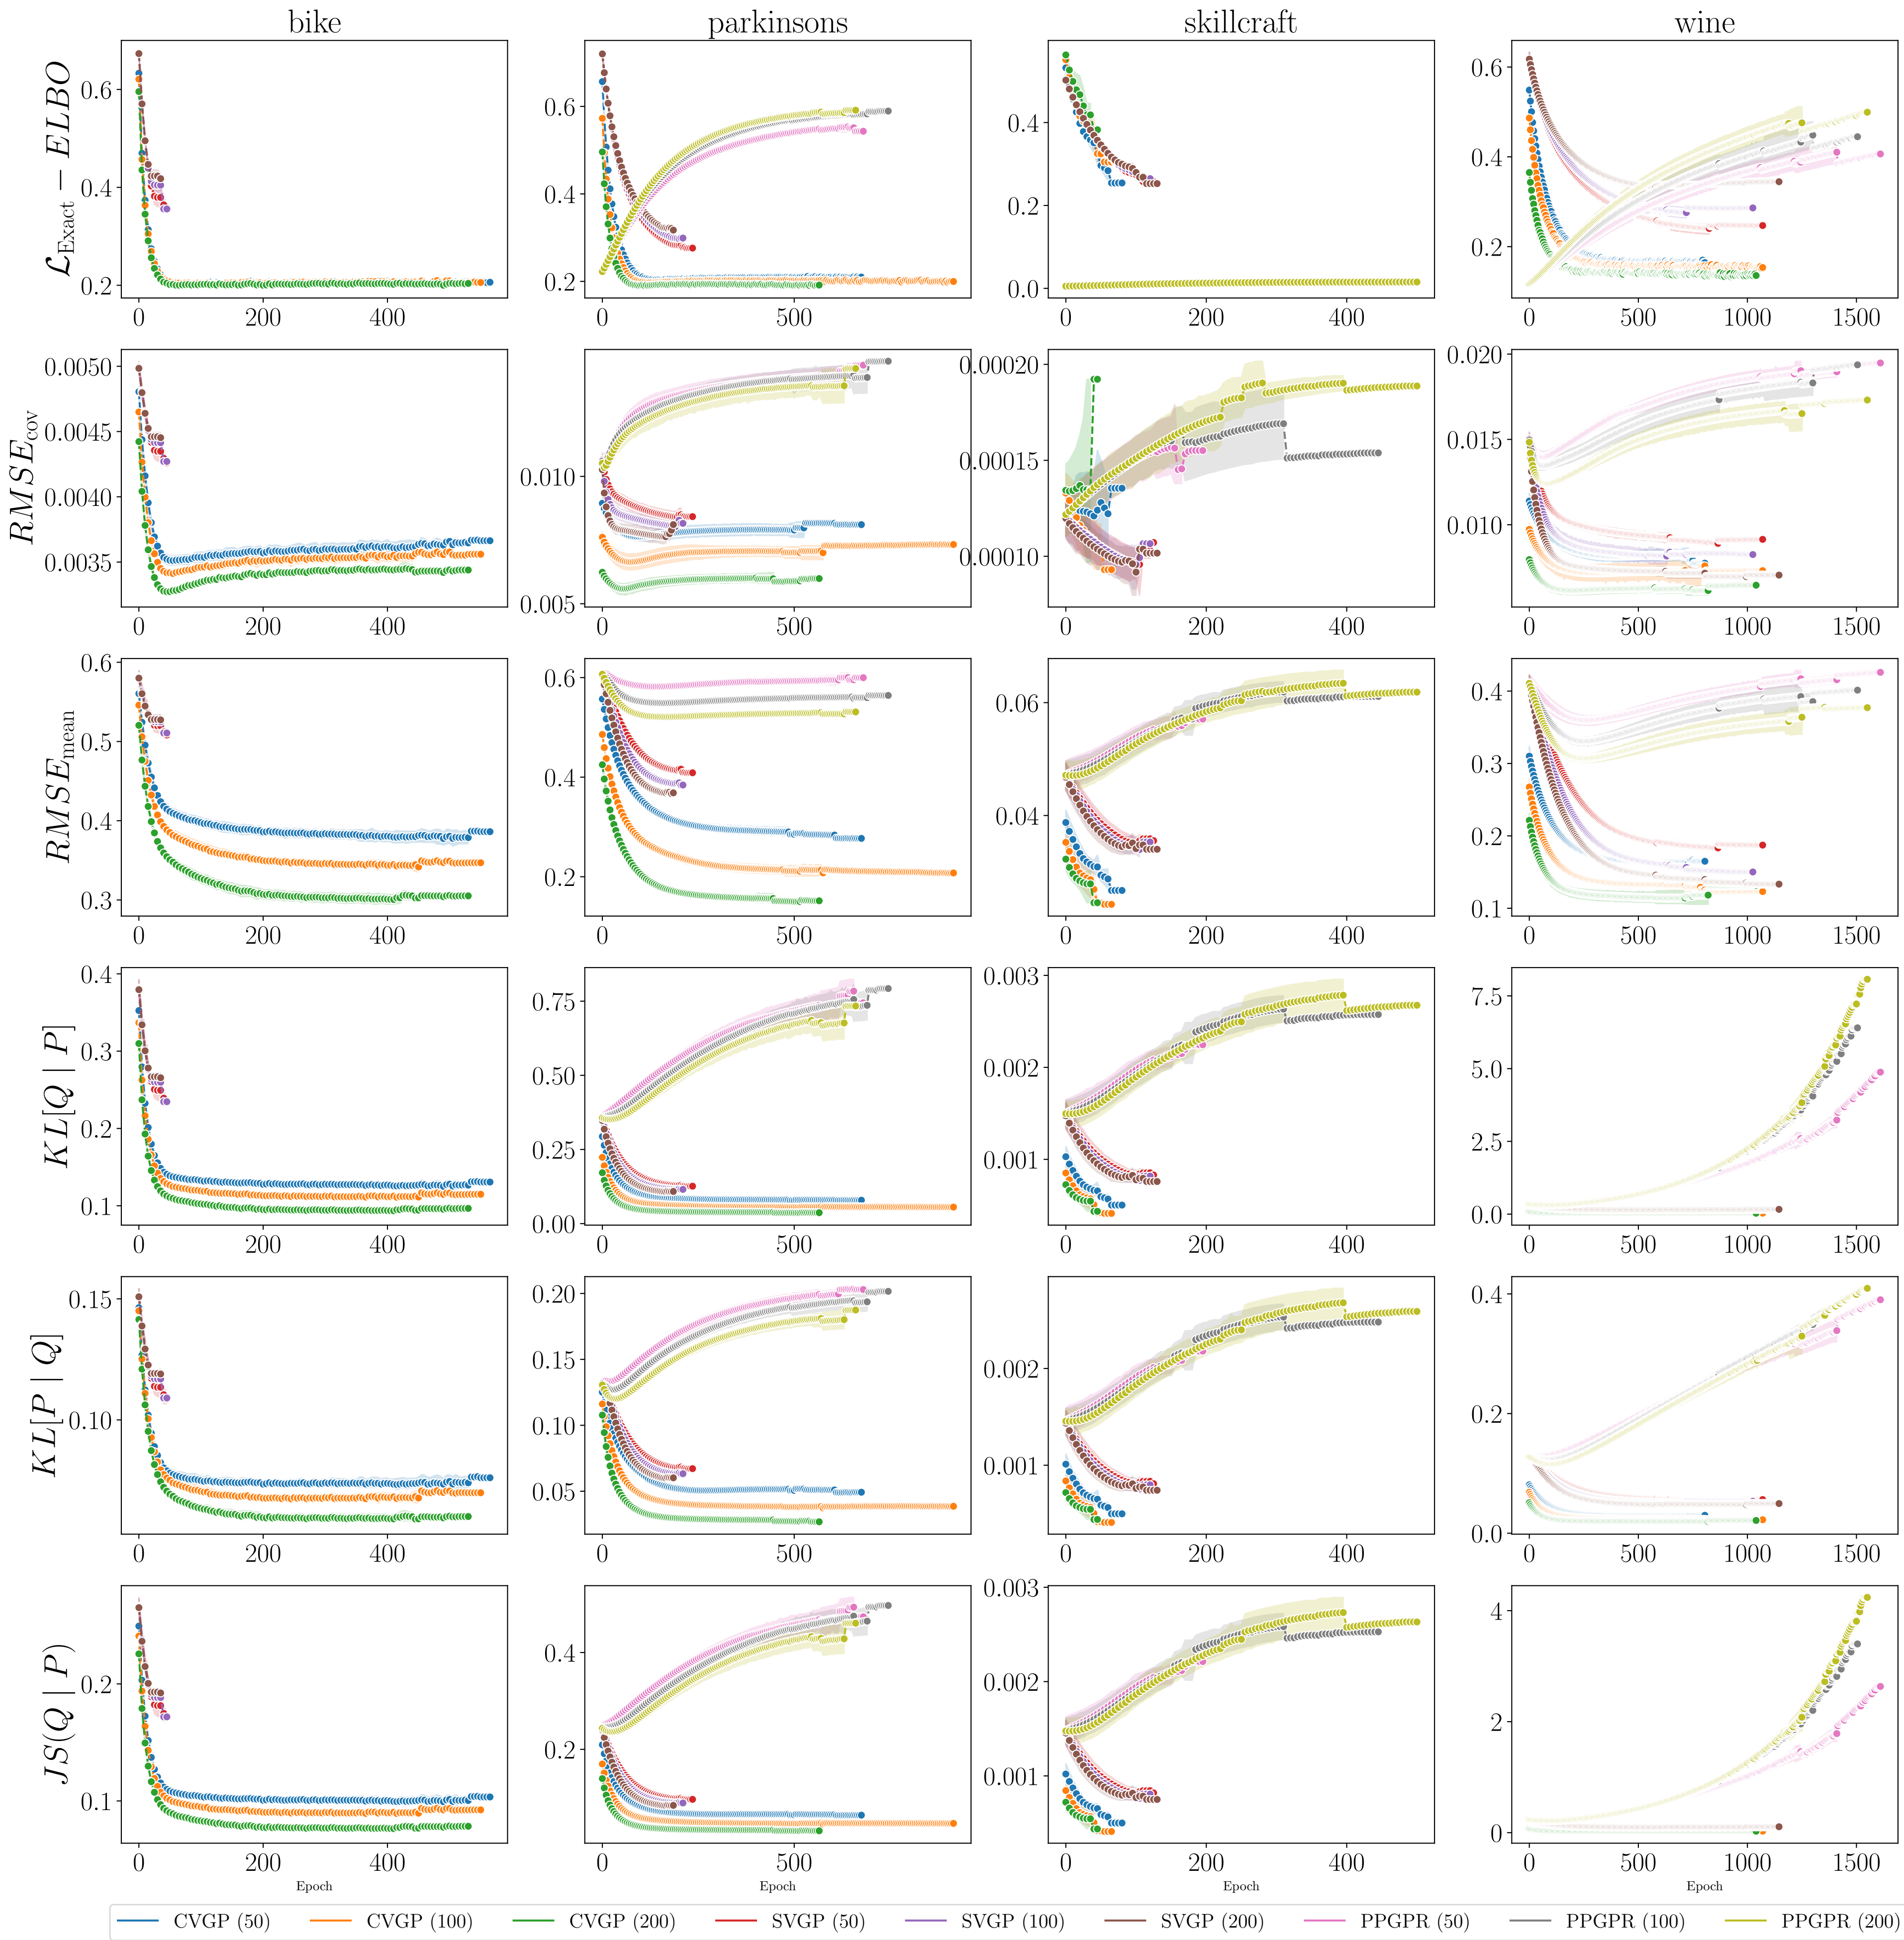 bike parkinsons skillcraft wine
ℒ_Exact − ELBO
0.6
0.4
0.2
0 200 400
0.6
0.4
0.2
0 500
0.4
0.2
0.0
0 200 400
0.6
0.4
0.2
0 500 1000 1500
RMSE_cov
0.0050
0.0045
0.0040
0.0035
0 200 400
0.010
0.005
0 500
0.00020
0.00015
0.00010
0 200 400
0.020
0.015
0.010
0 500 1000 1500
RMSE_mean
0.6
0.5
0.4
0.3
0 200 400
0.6
0.4
0.2
0 500
0.06
0.04
0 200 400
0.4
0.3
0.2
0.1
0 500 1000 1500
KL[Q | P]
0.4
0.3
0.2
0.1
0 200 400
0.75
0.50
0.25
0.00
0 500
0.003
0.002
0.001
0 200 400
7.5
5.0
2.5
0.0
0 500 1000 1500
KL[P | Q]
0.15
0.10
0 200 400
0.20
0.15
0.10
0.05
0 500
0.002
0.001
0 200 400
0.4
0.2
0.0
0 500 1000 1500
JS(Q | P)
0.2
0.1
0 200 400
Epoch
0.4
0.2
0 500
Epoch
0.003
0.002
0.001
0 200 400
Epoch
4
2
0
0 500 1000 1500
Epoch
CVGP (50) CVGP (100) CVGP (200) SVGP (50) SVGP (100) SVGP (200) PPGPR (50) PPGPR (100) PPGPR (200)